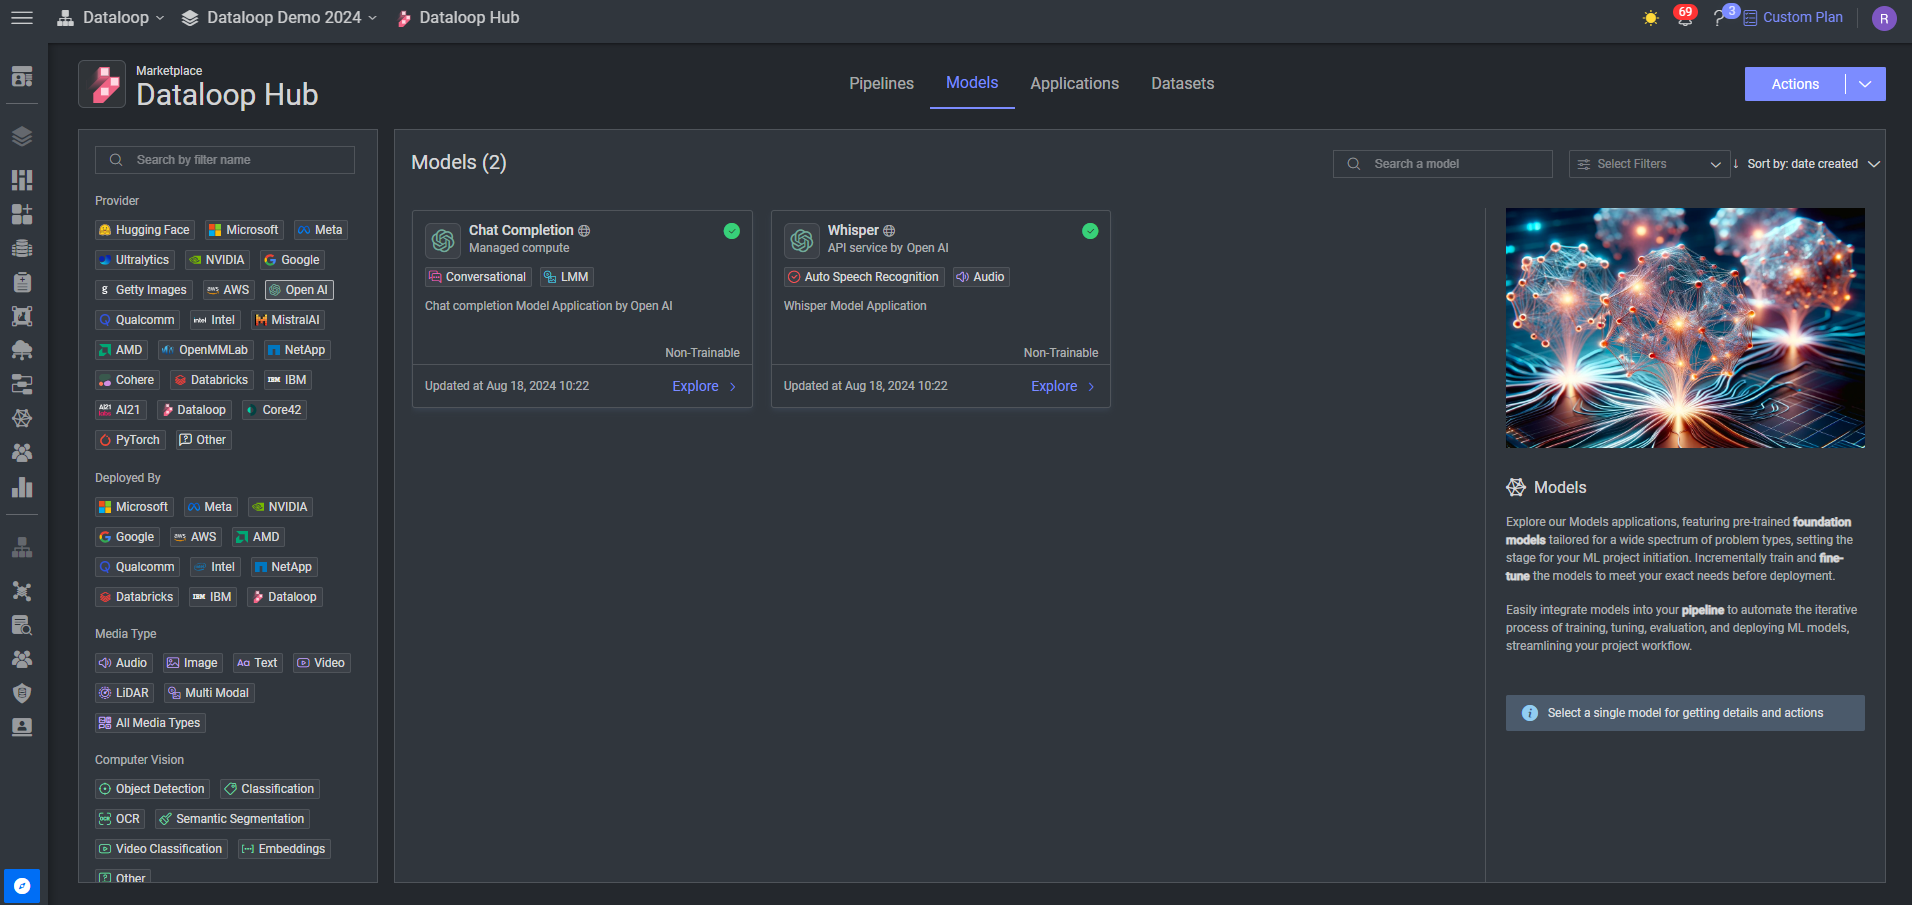 Dataloop
Dataloop Demo 2024
Dataloop Hub
69
3
Custom Plan
R
Marketplace
Dataloop Hub
Pipelines
Models
Applications
Datasets
Actions
Search by filter name
Provider
Hugging Face
Microsoft
Meta
Ultralytics
NVIDIA
Google
Getty Images
AWS
Open AI
Qualcomm
Intel
MistralAI
AMD
OpenMMLab
NetApp
Cohere
Databricks
IBM
AI21
Dataloop
Core42
PyTorch
Other
Deployed By
Microsoft
Meta
NVIDIA
Google
AWS
AMD
Qualcomm
Intel
NetApp
Databricks
IBM
Dataloop
Media Type
Audio
Image
Text
Video
LiDAR
Multi Modal
All Media Types
Computer Vision
Object Detection
Classification
OCR
Semantic Segmentation
Video Classification
Embeddings
Other
Models (2)
Search a model
Select Filters
Sort by: date created
Chat Completion
Managed compute
Conversational
LMM
Chat completion Model Application by Open AI
Non-Trainable
Updated at Aug 18, 2024 10:22
Explore
Whisper
API service by Open AI
Auto Speech Recognition
Audio
Whisper Model Application
Non-Trainable
Updated at Aug 18, 2024 10:22
Explore
Models
Explore our Models applications, featuring pre-trained foundation
models tailored for a wide spectrum of problem types, setting the
stage for your ML project initiation. Incrementally train and fine-
tune the models to meet your exact needs before deployment.
Easily integrate models into your pipeline to automate the iterative
process of training, tuning, evaluation, and deploying ML models,
streamlining your project workflow.
Select a single model for getting details and actions